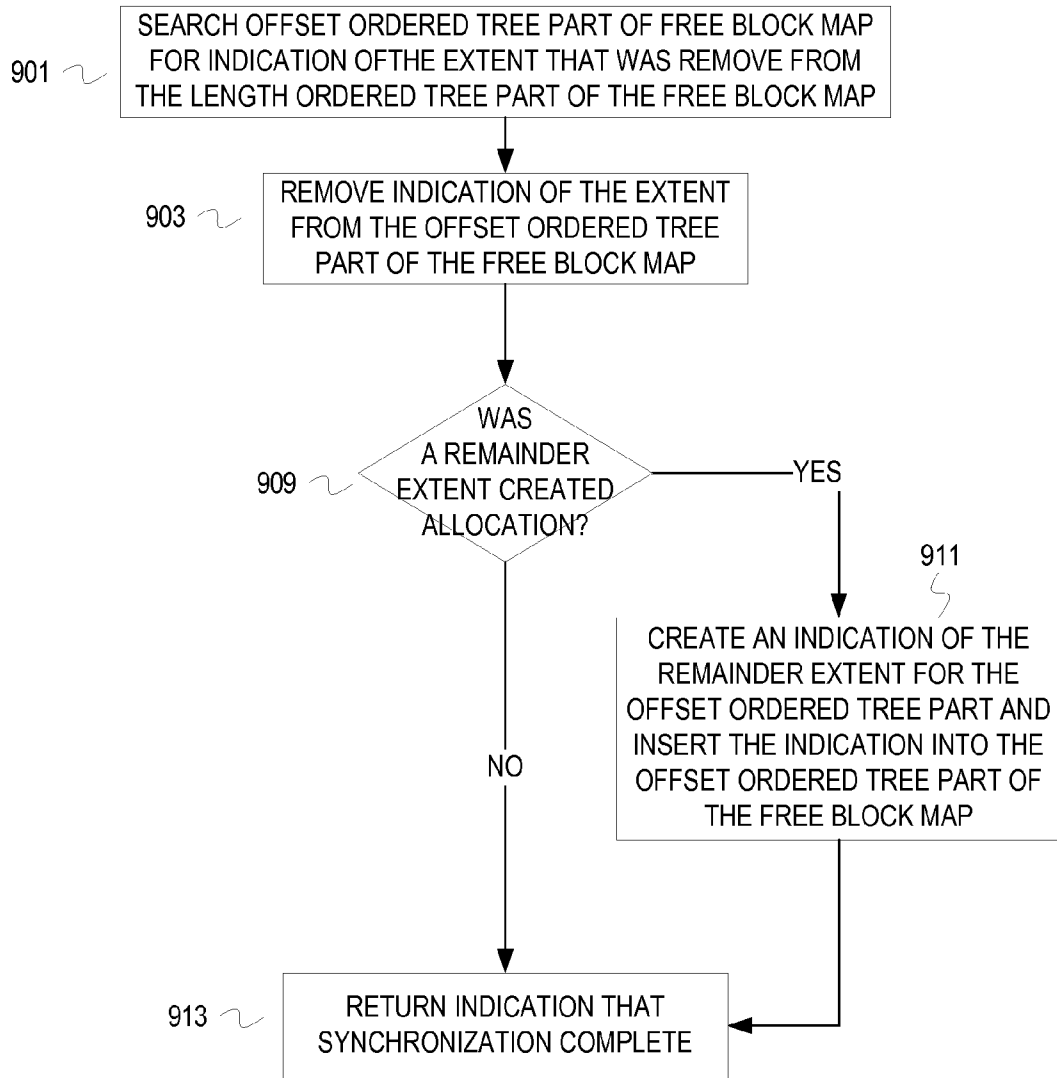 SEARCH OFFSET ORDERED TREE PART OF FREE BLOCK MAP
FOR INDICATION OFTHE EXTENT THAT WAS REMOVE FROM
THE LENGTH ORDERED TREE PART OF THE FREE BLOCK MAP
901
REMOVE INDICATION OF THE EXTENT
FROM THE OFFSET ORDERED TREE
PART OF THE FREE BLOCK MAP
903
WAS
A REMAINDER
EXTENT CREATED
ALLOCATION?
909
YES
911
CREATE AN INDICATION OF THE
REMAINDER EXTENT FOR THE
OFFSET ORDERED TREE PART AND
INSERT THE INDICATION INTO THE
OFFSET ORDERED TREE PART OF
THE FREE BLOCK MAP
NO
RETURN INDICATION THAT
SYNCHRONIZATION COMPLETE
913